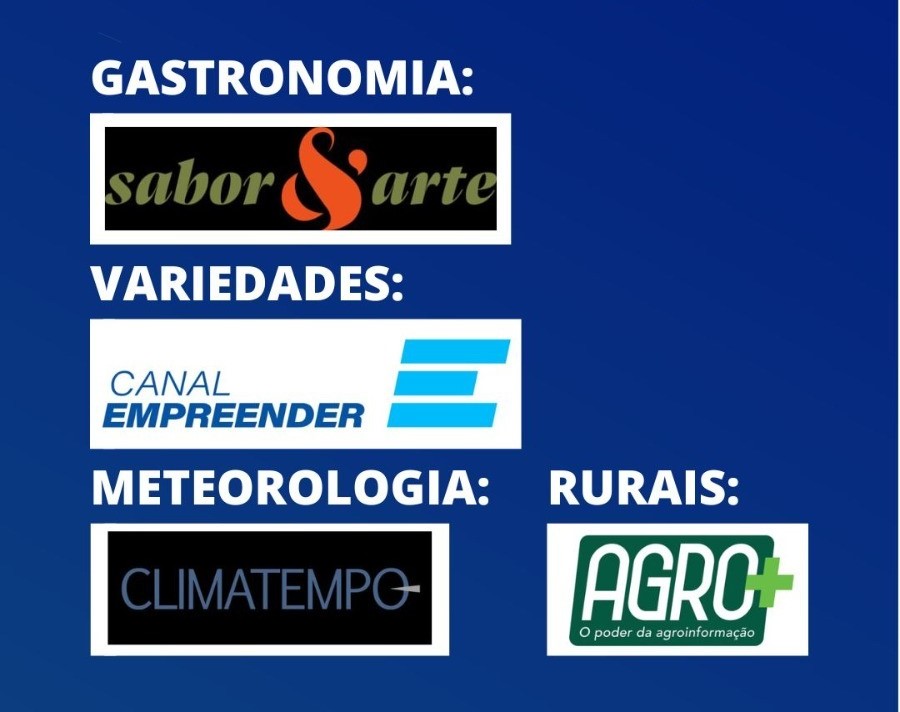 GASTRONOMIA:
sabor & arte
VARIEDADES:
CANAL
EMPREENDER
METEOROLOGIA:
CLIMATEMPO
RURAIS:
AGRO+
O poder da agroinformação